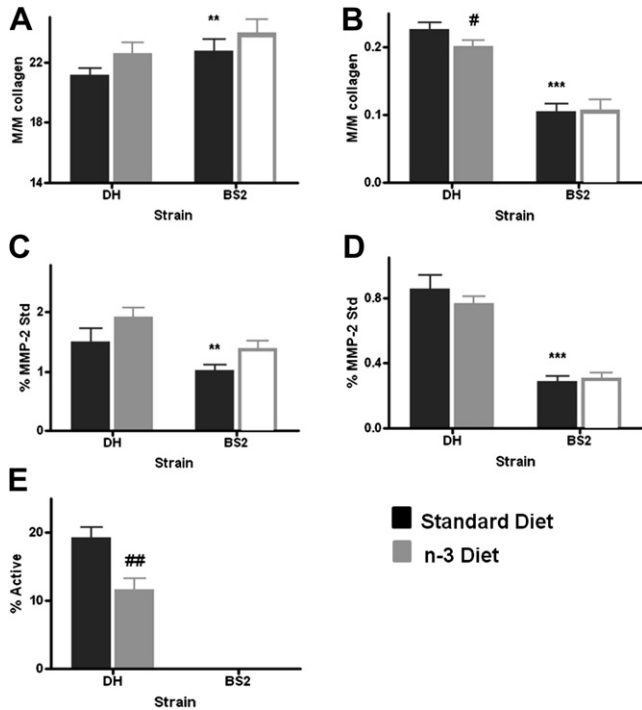 A
M/M collagen
22
18
14
**
DH
BS2
Strain
B
M/M collagen
0.2
0.1
0.0
#
***
DH
BS2
Strain
C
% MMP-2 Std
2
1
0
**
DH
BS2
Strain
D
% MMP-2 Std
0.8
0.4
0.0
***
DH
BS2
Strain
E
% Active
20
10
0
##
DH
BS2
Strain
Standard Diet
n-3 Diet